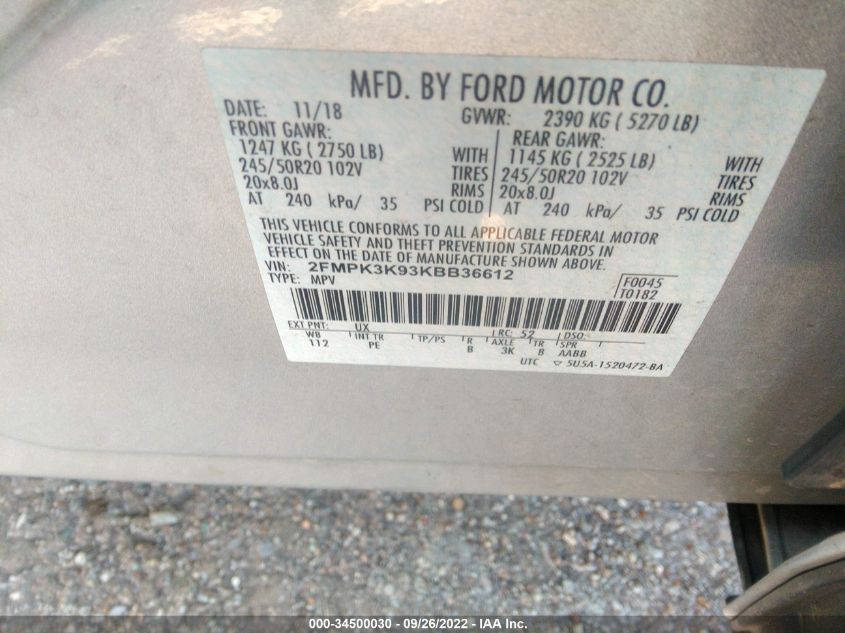 MFD. BY FORD MOTOR CO.
DATE: 11/18 GVWR: 2390 KG ( 5270 LB)
FRONT GAWR: REAR GAWR:
1247 KG ( 2750 LB) WITH 1145 KG ( 2525 LB) WITH
245/50R20 102V TIRES 245/50R20 102V TIRES
20x8.0J RIMS 20x8.0J RIMS
AT 240 kPa/ 35 PSI COLD AT 240 kPa/ 35 PSI COLD
THIS VEHICLE CONFORMS TO ALL APPLICABLE FEDERAL MOTOR
VEHICLE SAFETY AND THEFT PREVENTION STANDARDS IN
EFFECT ON THE DATE OF MANUFACTURE SHOWN ABOVE.
VIN: 2FMPK3K93KBB36612 F0045
TYPE: MPV T0182
EXT PNT: UX RC: 52 DSO:
WB INT TR TP/PS R AXLE TR SPR
112 PE B 3K B AABB
UTC 5U5A-1520472-BA
000-34500030 - 09/26/2022 - IAA Inc.